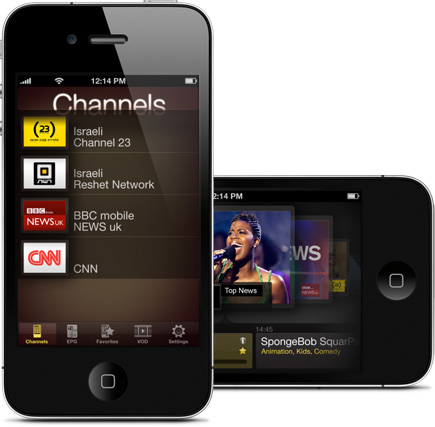 12:14 PM
Channels
(23)
Israeli
Channel 23
Israeli
Reshet Network
BBC
NEWS UK
BBC mobile
NEWS uk
CNN
CNN
Channels
EPG
Favorites
VOD
Settings
2:14 PM
NEWS
Top News
14:45
SpongeBob SquarP
Animation, Kids, Comedy